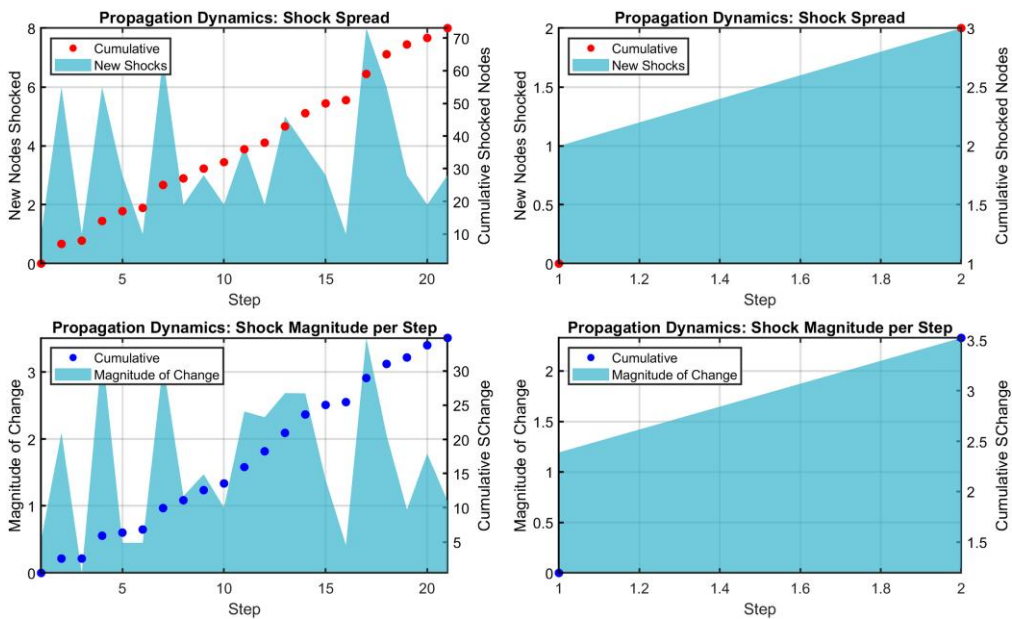 Propagation Dynamics: Shock Spread
Cumulative
New Shocks
New Nodes Shocked
0
2
4
6
8
Cumulative Shocked Nodes
10
20
30
40
50
60
70
5
10
15
20
Step
Propagation Dynamics: Shock Spread
Cumulative
New Shocks
New Nodes Shocked
0
0.5
1
1.5
2
Cumulative Shocked Nodes
1
1.5
2
2.5
3
1
1.2
1.4
1.6
1.8
2
Step
Propagation Dynamics: Shock Magnitude per Step
Cumulative
Magnitude of Change
Magnitude of Change
0
1
2
3
Cumulative SChange
5
10
15
20
25
30
5
10
15
20
Step
Propagation Dynamics: Shock Magnitude per Step
Cumulative
Magnitude of Change
Magnitude of Change
0
0.5
1
1.5
2
Cumulative SChange
1.5
2
2.5
3
3.5
1
1.2
1.4
1.6
1.8
2
Step